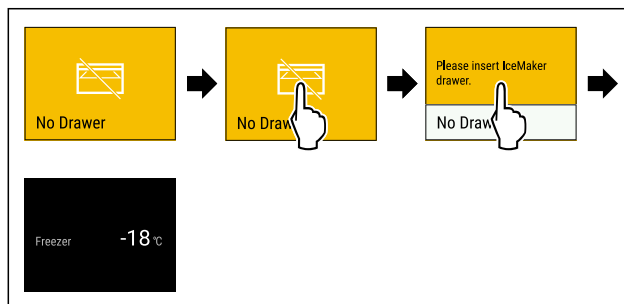 No Drawer
No Draw
Please insert IceMaker
drawer.
No Draw
Freezer -18 °C